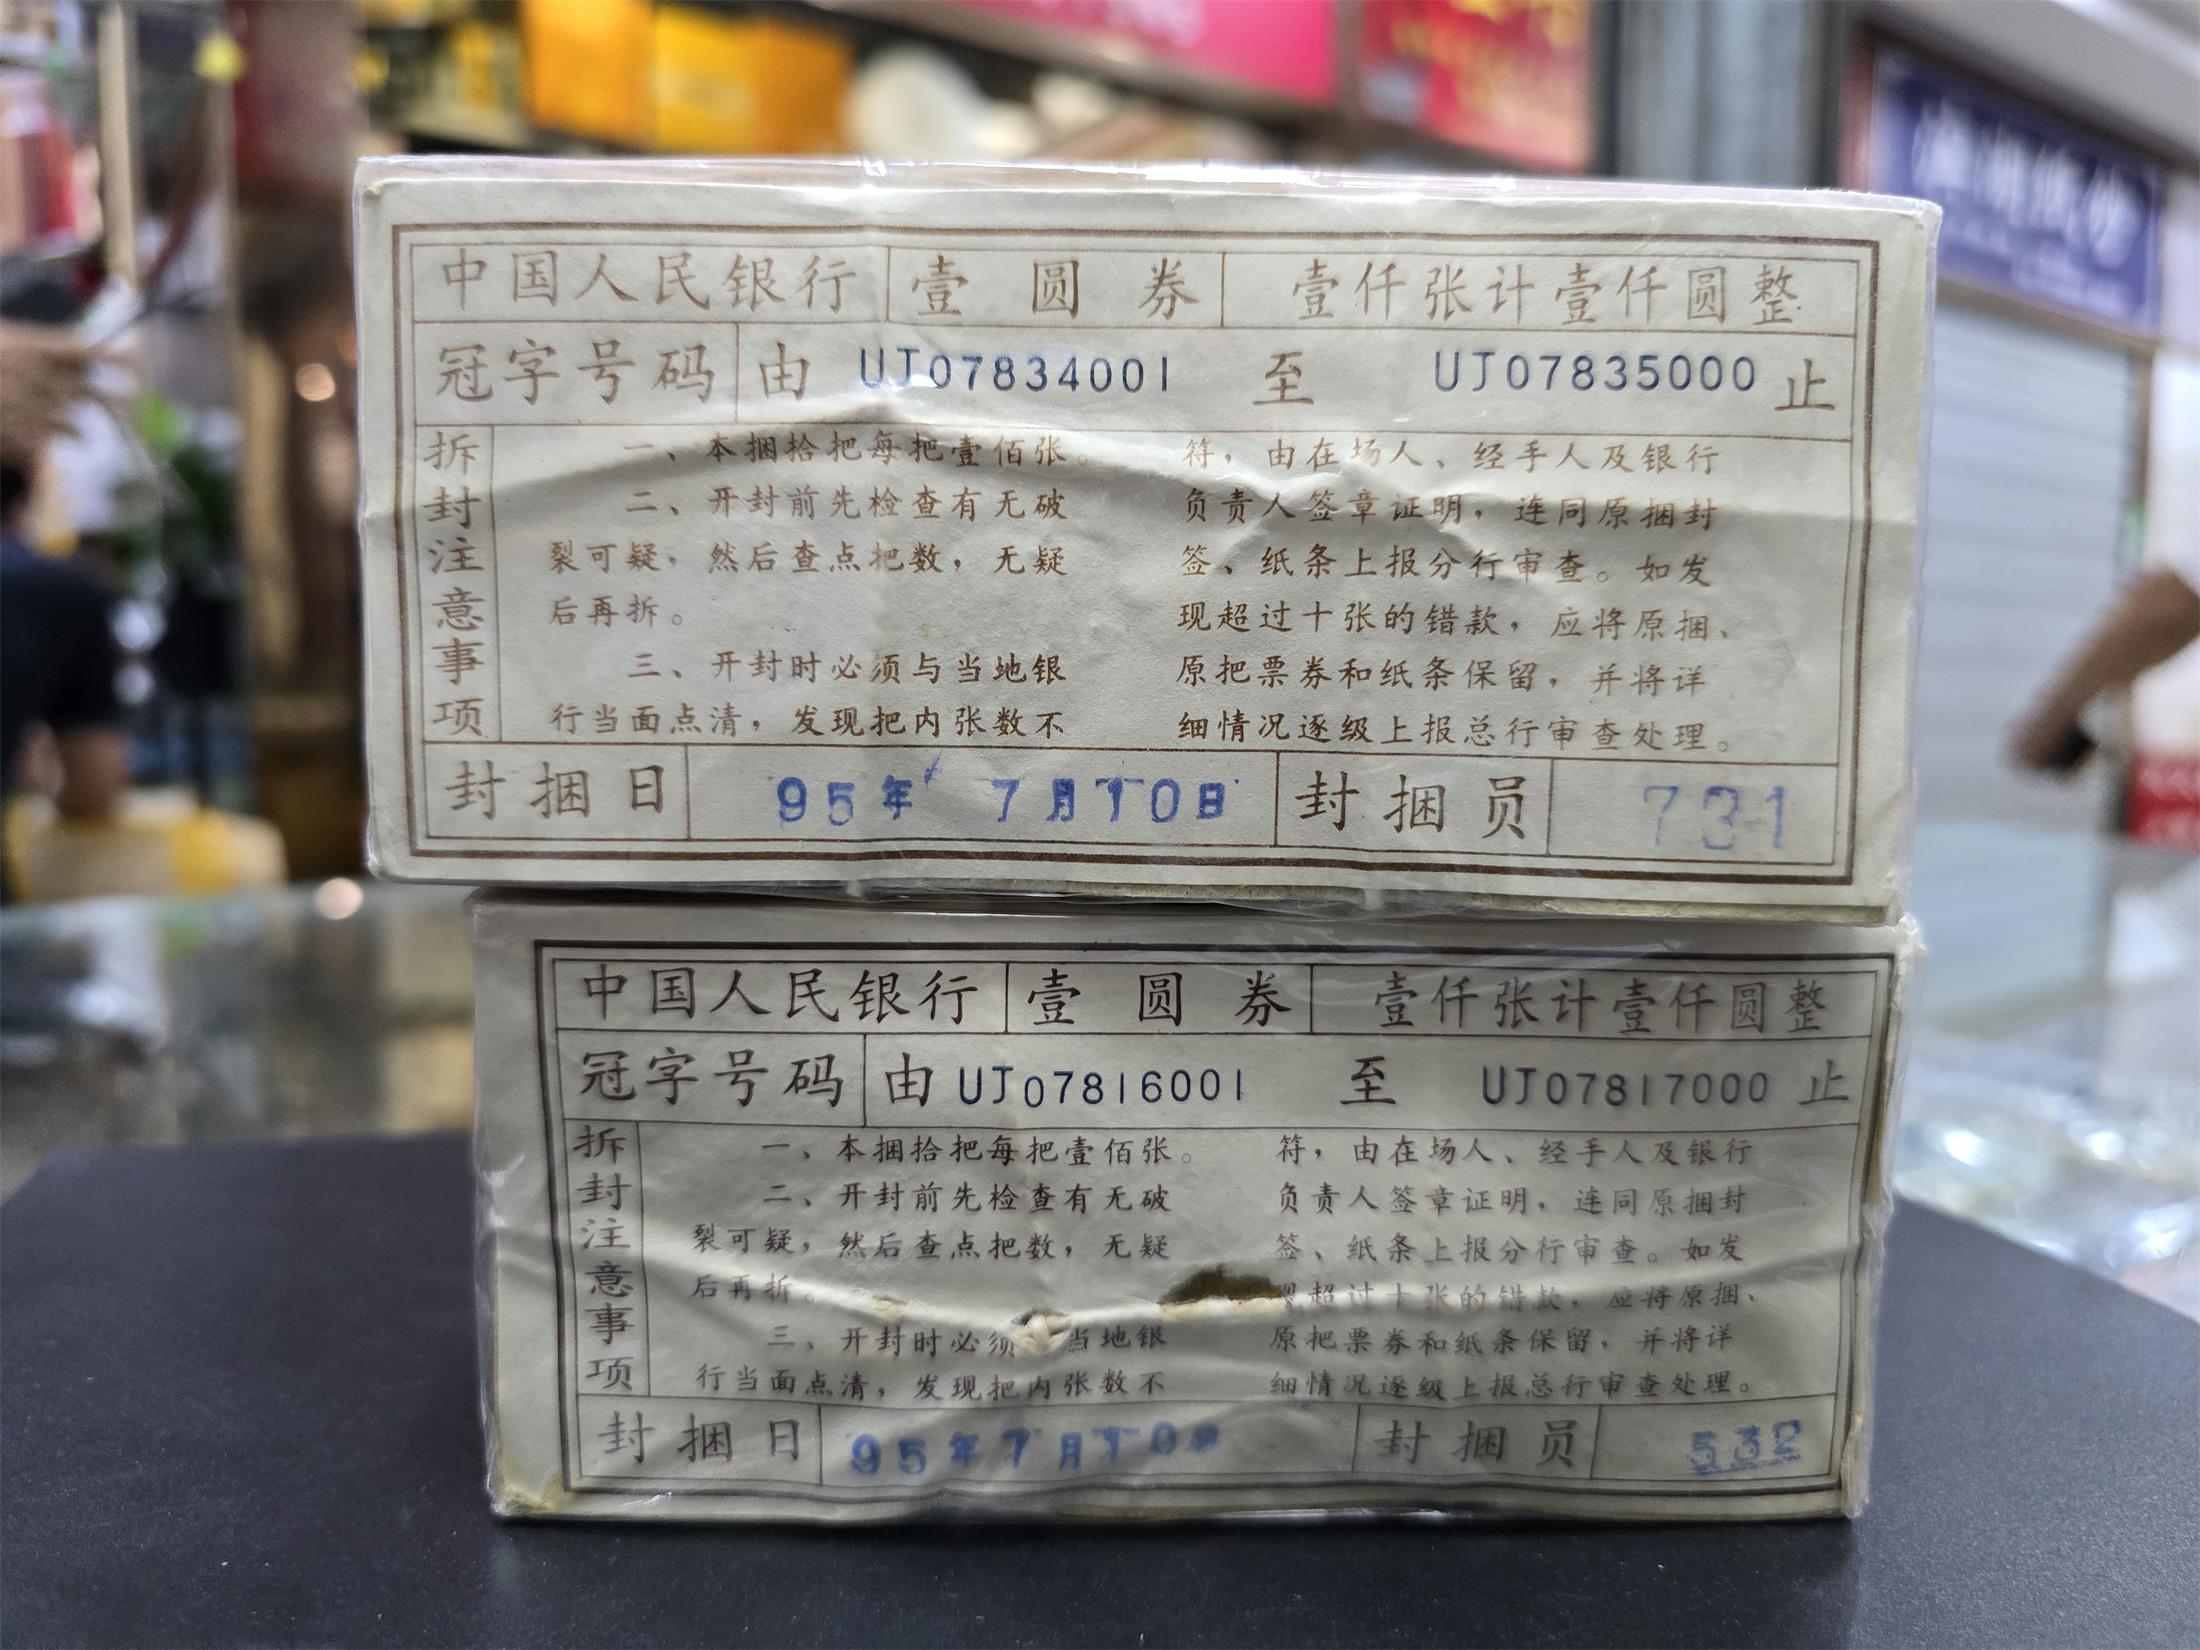 中国人民银行 壹圆券 壹仟张计壹仟圆整
冠字号码 由 UJ07834001 至 UJ07835000 止
拆封注意事项
一、本捆拾把每把壹佰张。
二、开封前先检查有无破
裂可疑，然后查点把数，无疑
后再拆。
三、开封时必须与当地银
行当面点清，发现把内张数不
符，由在场人、经手人及银行
负责人签章证明，连同原捆封
签、纸条上报分行审查。如发
现超过十张的错款，应将原捆、
原把票券和纸条保留，并将详
细情况逐级上报总行审查处理。
封捆日 95年7月10日 封捆员 731
中国人民银行 壹圆券 壹仟张计壹仟圆整
冠字号码 由 UJ07816001 至 UJ07817000 止
拆封注意事项
一、本捆拾把每把壹佰张。
二、开封前先检查有无破
裂可疑，然后查点把数，无疑
后再拆。
三、开封时必须当地银
行当面点清，发现把内张数不
符，由在场人、经手人及银行
负责人签章证明，连同原捆封
签、纸条上报分行审查。如发
现超过十张的错款，应将原捆、
原把票券和纸条保留，并将详
细情况逐级上报总行审查处理。
封捆日 95年7月10日 封捆员 532